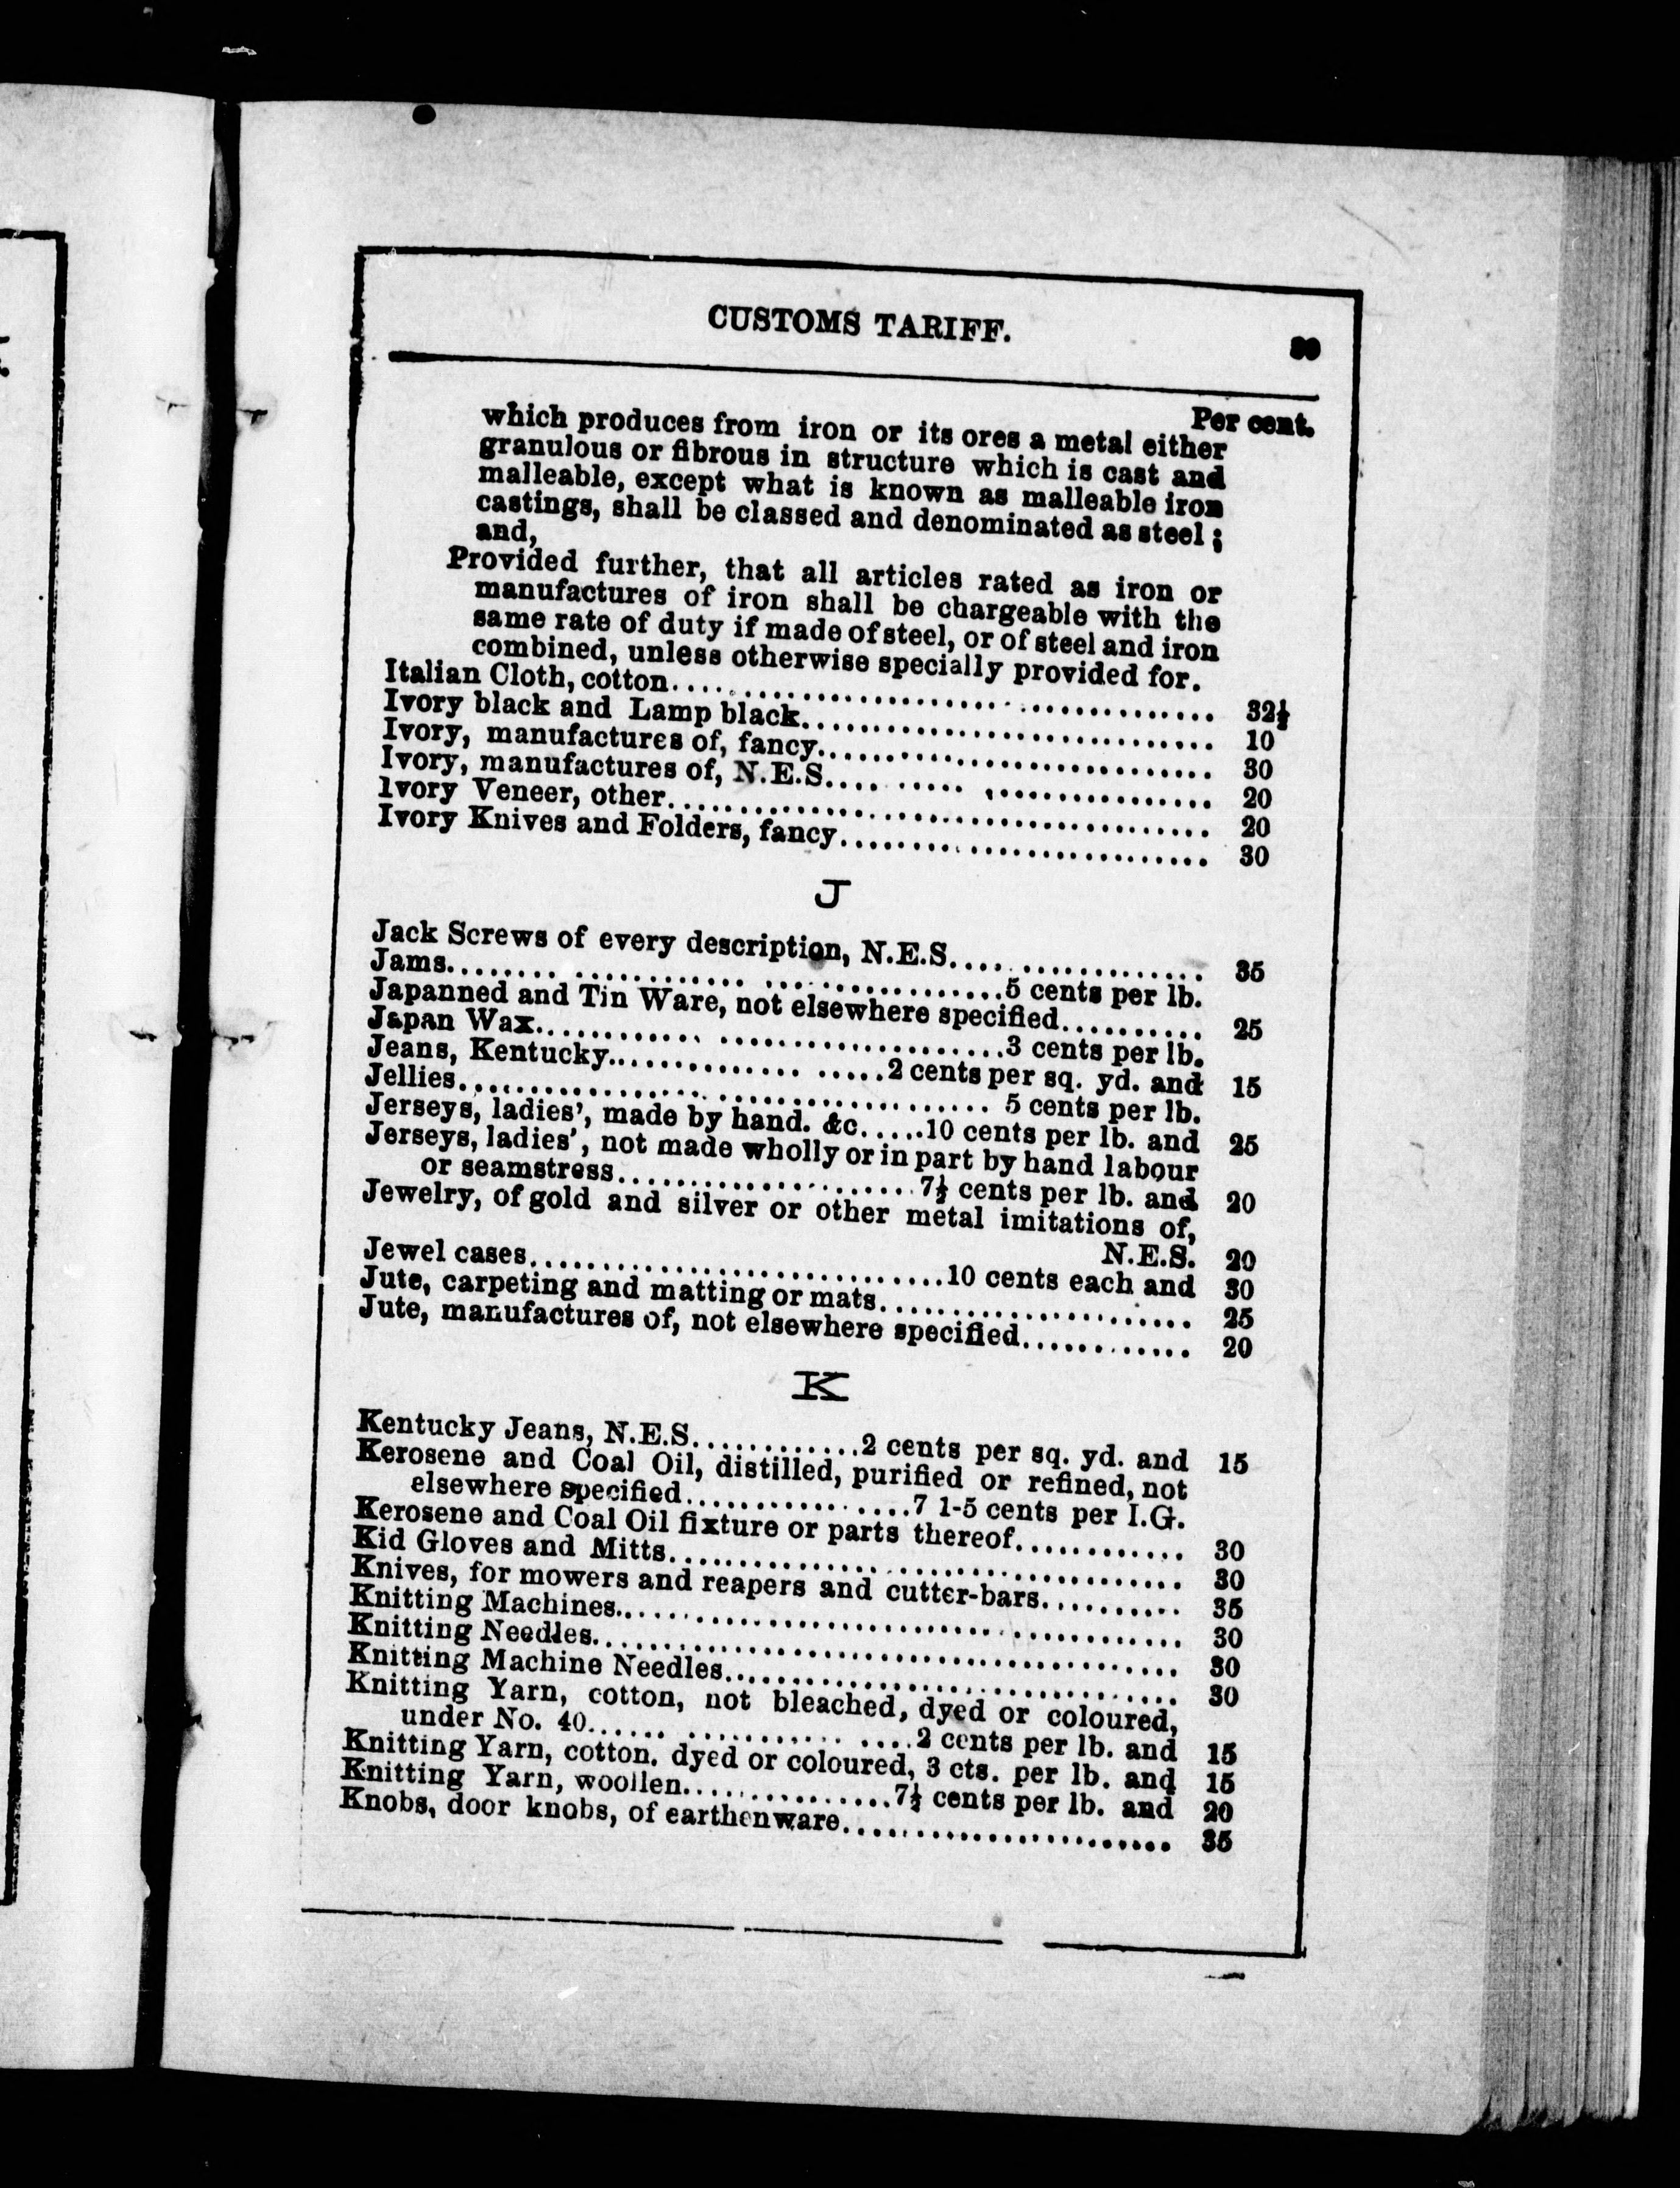 CUSTOMS TARIFF.
Per cent.
which produces from iron or its ores a metal either
granulous or fibrous in structure which is cast and
malleable, except what is known as malleable iron
castings, shall be classed and denominated as steel ;
and,
Provided further, that all articles rated as iron or
manufactures of iron shall be chargeable with the
same rate of duty if made of steel, or of steel and iron
combined, unless otherwise specially provided for.
Italian Cloth, cotton........................................ 32½
Ivory black and Lamp black............................. 10
Ivory, manufactures of, fancy............................ 30
Ivory, manufactures of, N.E.S.... ...... ................ 20
Ivory Veneer, other....................................... 20
Ivory Knives and Folders, fancy.......................... 30
J
Jack Screws of every description, N.E.S.... .............. 35
Jams........ ............ ..................5 cents per lb.
Japanned and Tin Ware, not elsewhere specified.......... 25
Japan Wax............ ....................3 cents per lb.
Jeans, Kentucky.............. .....2 cents per sq. yd. and 15
Jellies..................................... 5 cents per lb.
Jerseys, ladies', made by hand. &c.....10 cents per lb. and 25
Jerseys, ladies', not made wholly or in part by hand labour
or seamstress.....................7½ cents per lb. and 20
Jewelry, of gold and silver or other metal imitations of,
N.E.S. 20
Jewel cases.............................10 cents each and 30
Jute, carpeting and matting or mats...................... 25
Jute, manufactures of, not elsewhere specified............ 20
K
Kentucky Jeans, N.E.S............2 cents per sq. yd. and 15
Kerosene and Coal Oil, distilled, purified or refined, not
elsewhere specified................7 1-5 cents per I.G.
Kerosene and Coal Oil fixture or parts thereof............ 30
Kid Gloves and Mitts..................................... 30
Knives, for mowers and reapers and cutter-bars.......... 35
Knitting Machines....................................... 30
Knitting Needles......................................... 30
Knitting Machine Needles................................ 30
Knitting Yarn, cotton, not bleached, dyed or coloured,
under No. 40...... ........... ....2 cents per lb. and 15
Knitting Yarn, cotton. dyed or coloured, 3 cts. per lb. and 15
Knitting Yarn, woollen...............7½ cents per lb. and 20
Knobs, door knobs, of earthenware....................... 35